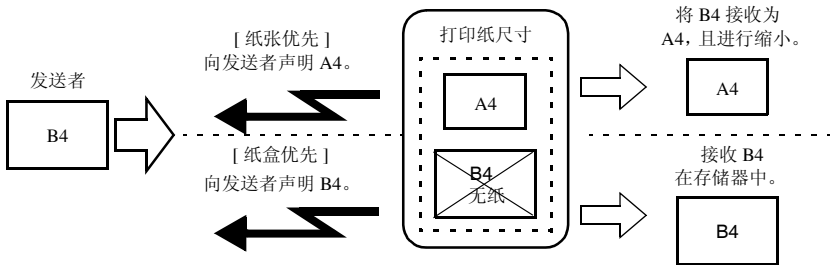 发送者
B4
[ 纸张优先 ]
向发送者声明 A4。
[ 纸盒优先 ]
向发送者声明 B4。
打印纸尺寸
A4
B4
无纸
将 B4 接收为
A4，且进行缩小。
A4
接收 B4
在存储器中。
B4